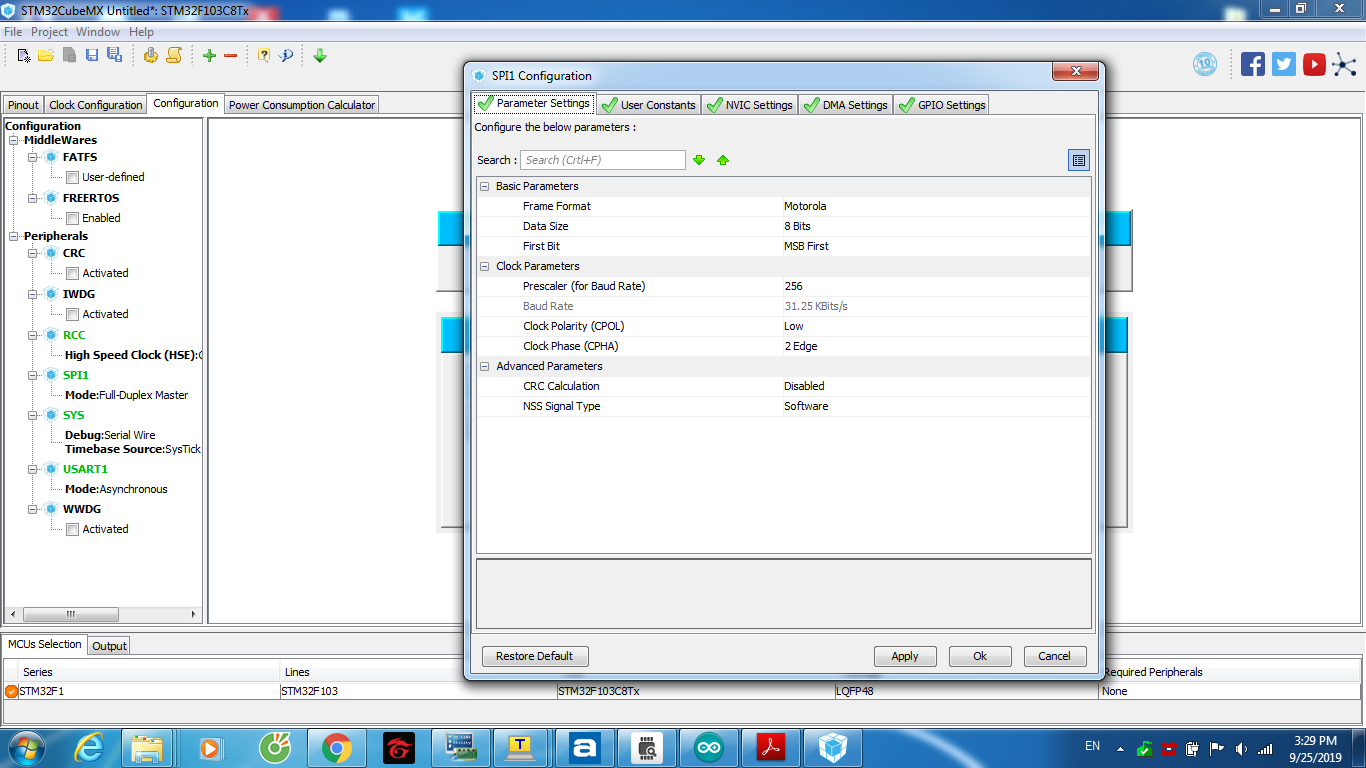 STM32CubeMX Untitled*: STM32F103C8Tx
File Project Window Help
Pinout Clock Configuration Configuration Power Consumption Calculator
Configuration
MiddleWares
FATFS
User-defined
FREERTOS
Enabled
Peripherals
CRC
Activated
IWDG
Activated
RCC
High Speed Clock (HSE):
SPI1
Mode:Full-Duplex Master
SYS
Debug:Serial Wire
Timebase Source:SysTick
USART1
Mode:Asynchronous
WWDG
Activated
SPI1 Configuration
Parameter Settings User Constants NVIC Settings DMA Settings GPIO Settings
Configure the below parameters :
Search : Search (Crtl+F)
Basic Parameters
Frame Format Motorola
Data Size 8 Bits
First Bit MSB First
Clock Parameters
Prescaler (for Baud Rate) 256
Baud Rate 31.25 KBits/s
Clock Polarity (CPOL) Low
Clock Phase (CPHA) 2 Edge
Advanced Parameters
CRC Calculation Disabled
NSS Signal Type Software
Restore Default Apply Ok Cancel
MCUs Selection Output
Series Lines Required Peripherals
STM32F1 STM32F103 STM32F103C8Tx LQFP48 None
EN 3:29 PM
9/25/2019